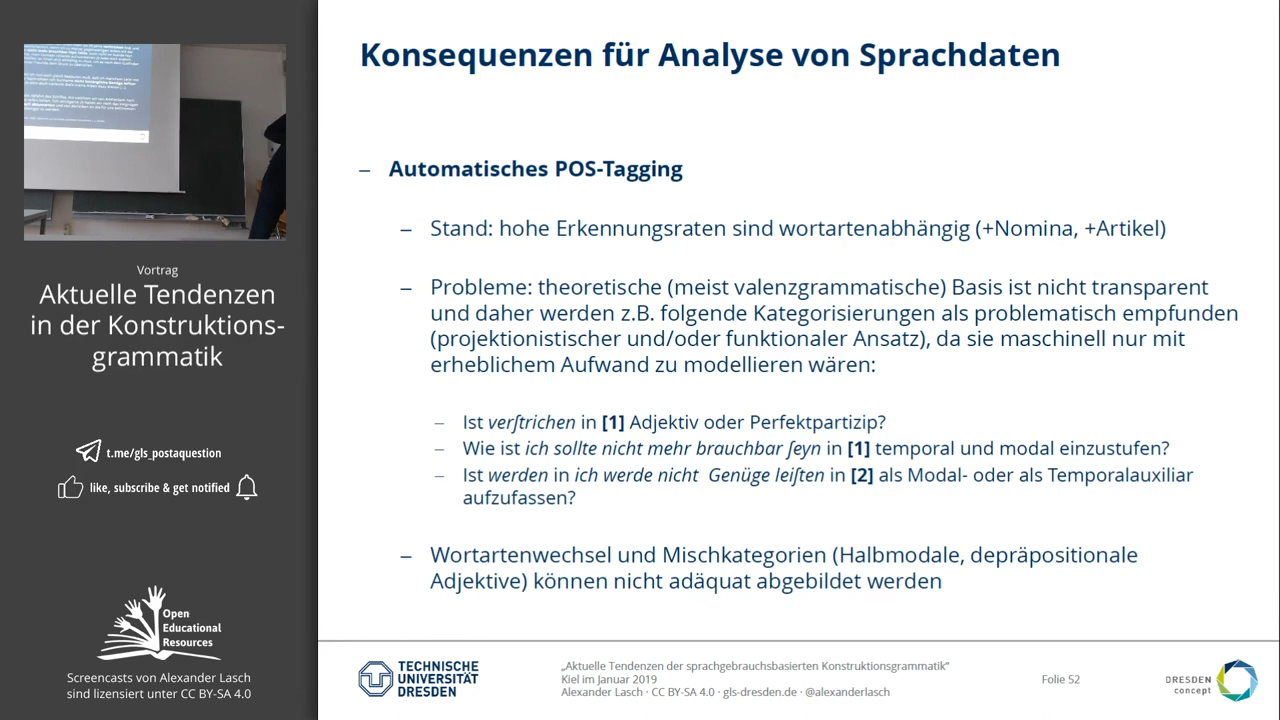 Vortrag
Aktuelle Tendenzen
in der Konstruktions-
grammatik
t.me/gls_postaquestion
like, subscribe & get notified
Open
Educational
Resources
Screencasts von Alexander Lasch
sind lizensiert unter CC BY-SA 4.0
Konsequenzen für Analyse von Sprachdaten
– Automatisches POS-Tagging
– Stand: hohe Erkennungsraten sind wortartenabhängig (+Nomina, +Artikel)
– Probleme: theoretische (meist valenzgrammatische) Basis ist nicht transparent
und daher werden z.B. folgende Kategorisierungen als problematisch empfunden
(projektionistischer und/oder funktionaler Ansatz), da sie maschinell nur mit
erheblichem Aufwand zu modellieren wären:
– Ist verſtrichen in [1] Adjektiv oder Perfektpartizip?
– Wie ist ich sollte nicht mehr brauchbar ſeyn in [1] temporal und modal einzustufen?
– Ist werden in ich werde nicht Genüge leiſten in [2] als Modal- oder als Temporalauxiliar
aufzufassen?
– Wortartenwechsel und Mischkategorien (Halbmodale, depräpositionale
Adjektive) können nicht adäquat abgebildet werden
TECHNISCHE
UNIVERSITÄT
DRESDEN
„Aktuelle Tendenzen der sprachgebrauchsbasierten Konstruktionsgrammatik“
Kiel im Januar 2019
Alexander Lasch · CC BY-SA 4.0 · gls-dresden.de · @alexanderlasch
Folie 52
DRESDEN
concept